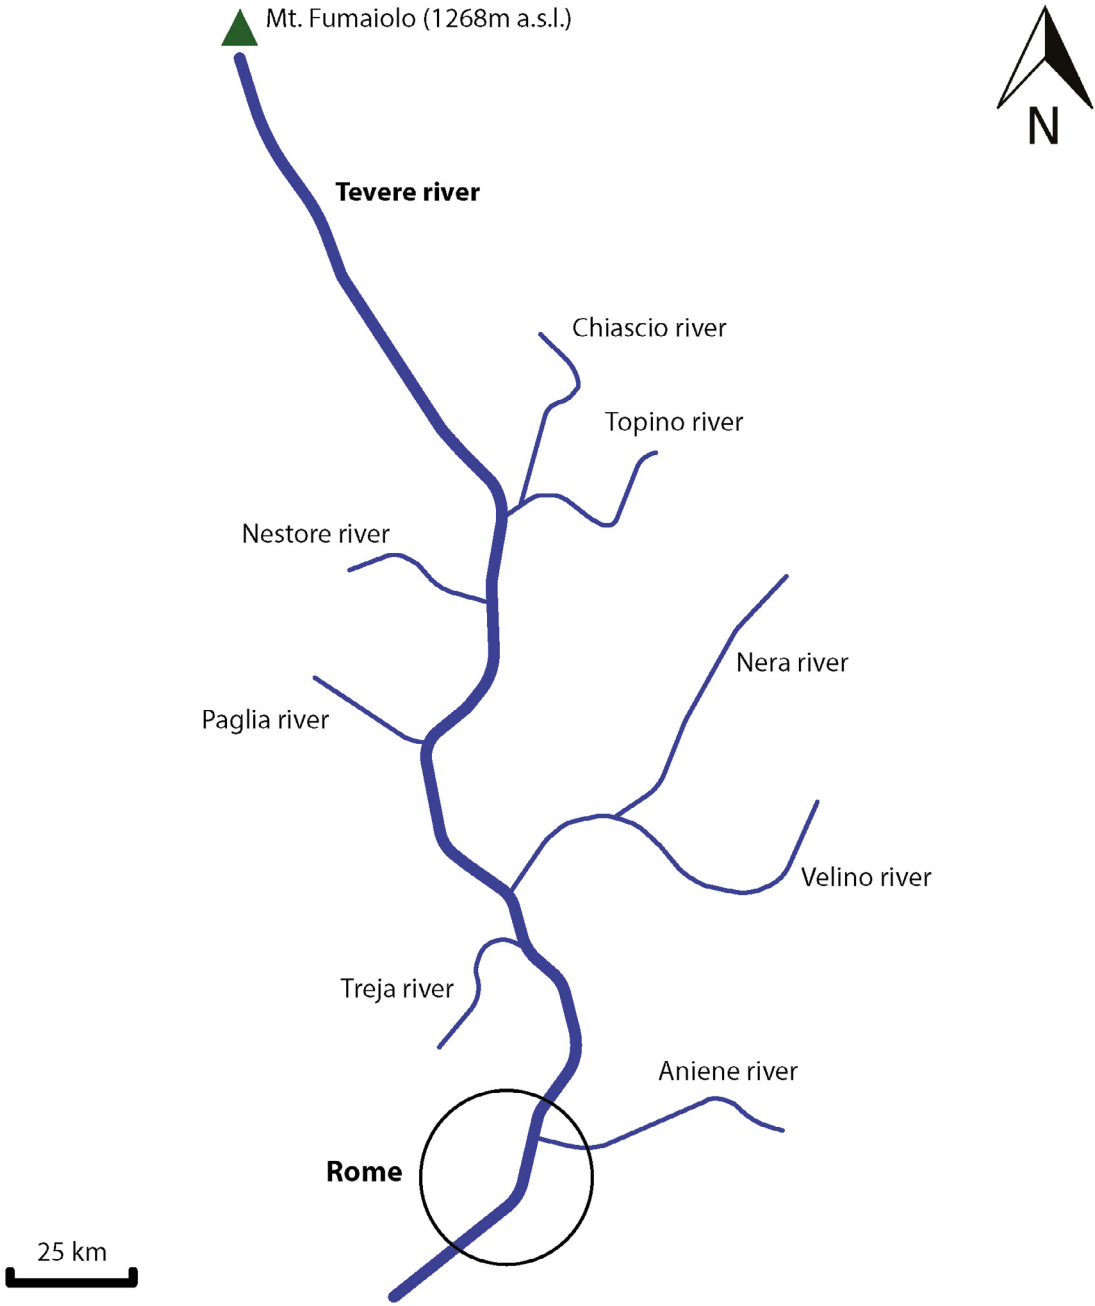 Mt. Fumaiolo (1268m a.s.l.)
N
Tevere river
Chiascio river
Topino river
Nestore river
Nera river
Paglia river
Velino river
Treja river
Aniene river
Rome
25 km